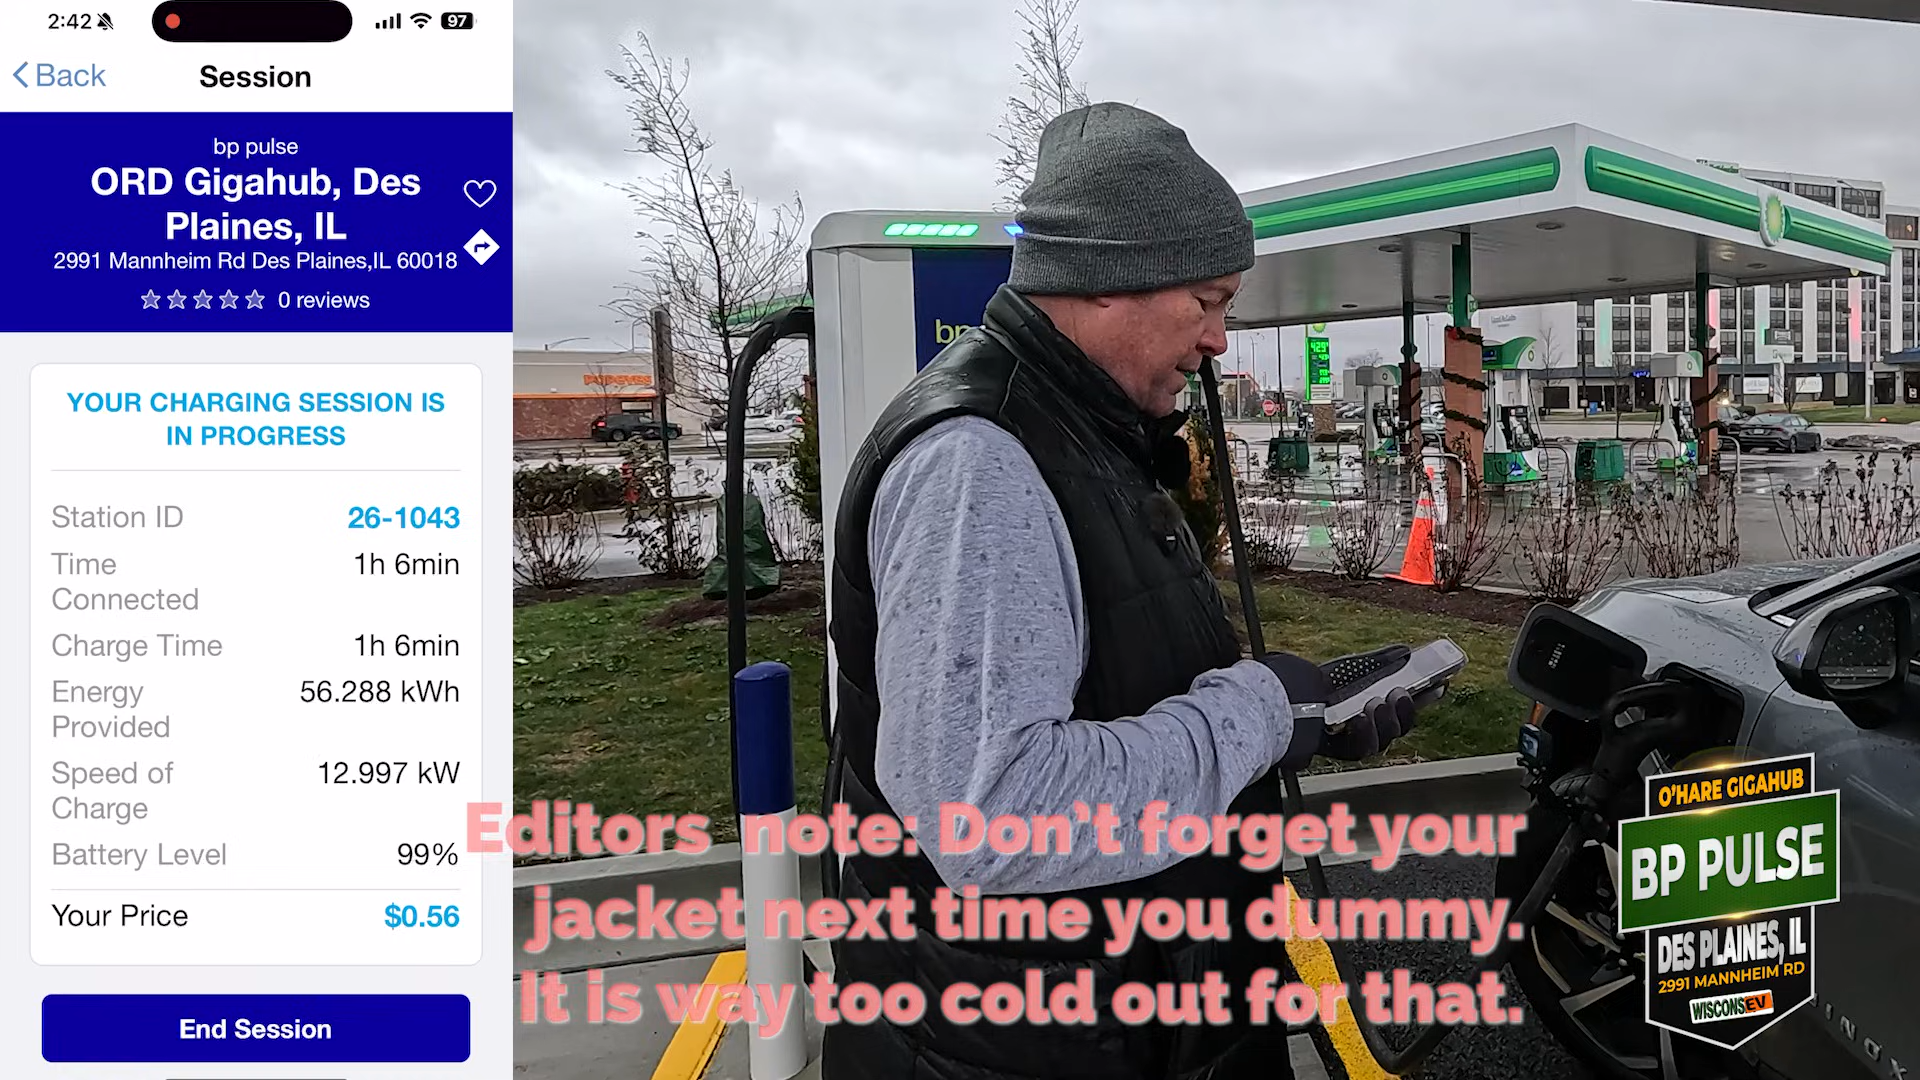 2:42
97
Back
Session
bp pulse
ORD Gigahub, Des
Plaines, IL
2991 Mannheim Rd Des Plaines,IL 60018
0 reviews
YOUR CHARGING SESSION IS
IN PROGRESS
Station ID 26-1043
Time 1h 6min
Connected
Charge Time 1h 6min
Energy 56.288 kWh
Provided
Speed of 12.997 kW
Charge
Battery Level 99%
Your Price $0.56
End Session
bp
POPEYES
Editors note: Don't forget your
jacket next time you dummy.
It is way too cold out for that.
O'HARE GIGAHUB
BP PULSE
DES PLAINES, IL
2991 MANNHEIM RD
WISCONSEV